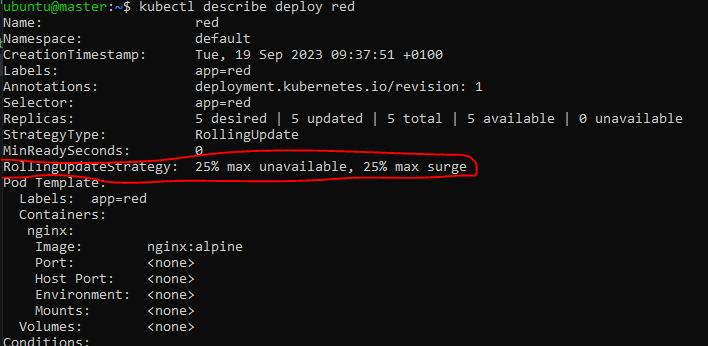 ubuntu@master:~$ kubectl describe deploy red
Name:                   red
Namespace:              default
CreationTimestamp:      Tue, 19 Sep 2023 09:37:51 +0100
Labels:                 app=red
Annotations:            deployment.kubernetes.io/revision: 1
Selector:               app=red
Replicas:               5 desired | 5 updated | 5 total | 5 available | 0 unavailable
StrategyType:           RollingUpdate
MinReadySeconds:        0
RollingUpdateStrategy:  25% max unavailable, 25% max surge
Pod Template:
  Labels:  app=red
  Containers:
   nginx:
    Image:        nginx:alpine
    Port:         <none>
    Host Port:    <none>
    Environment:  <none>
    Mounts:       <none>
  Volumes:        <none>
Conditions: